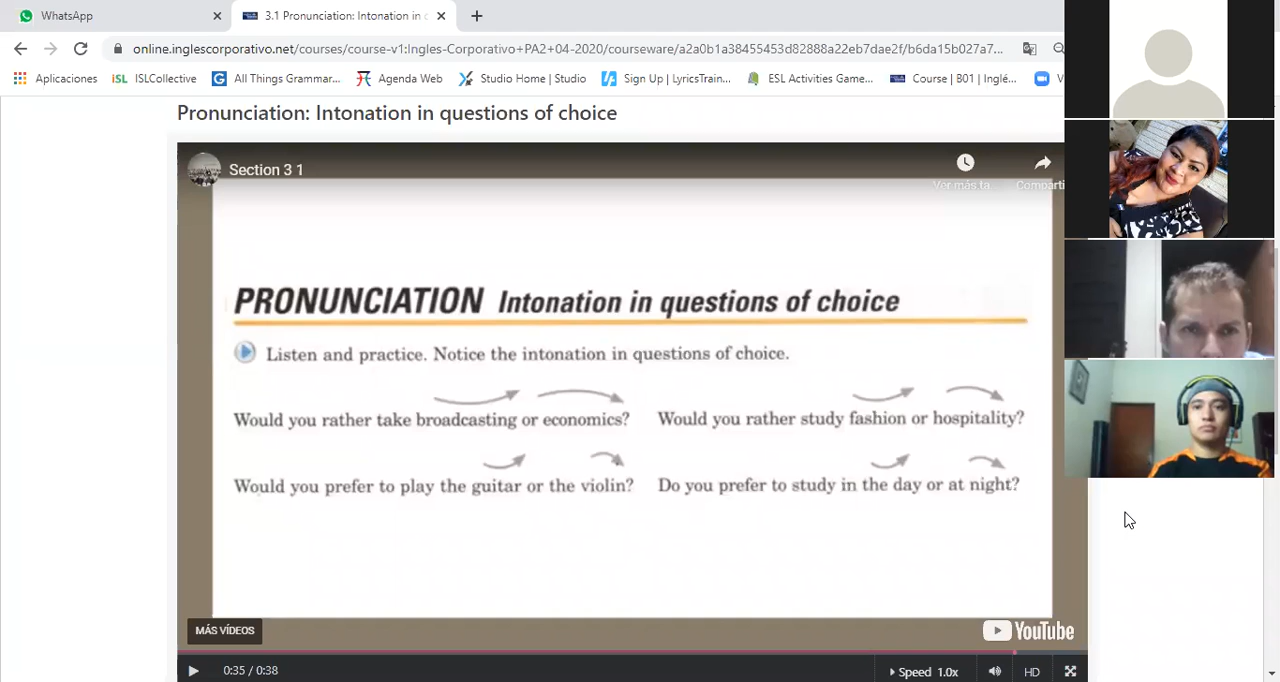 WhatsApp
3.1 Pronunciation: Intonation in c
online.inglescorporativo.net/courses/course-v1:Ingles-Corporativo+PA2+04-2020/courseware/a2a0b1a38455453d82888a22eb7dae2f/b6da15b027a7...
Aplicaciones ISLCollective All Things Grammar... Agenda Web Studio Home | Studio Sign Up | LyricsTrain... ESL Activities Game... Course | B01 | Inglé... V
Pronunciation: Intonation in questions of choice
Section 3 1
Ver más ta... Comparti
PRONUNCIATION Intonation in questions of choice
Listen and practice. Notice the intonation in questions of choice.
Would you rather take broadcasting or economics? Would you rather study fashion or hospitality?
Would you prefer to play the guitar or the violin? Do you prefer to study in the day or at night?
MÁS VÍDEOS
YouTube
0:35 / 0:38 Speed 1.0x HD